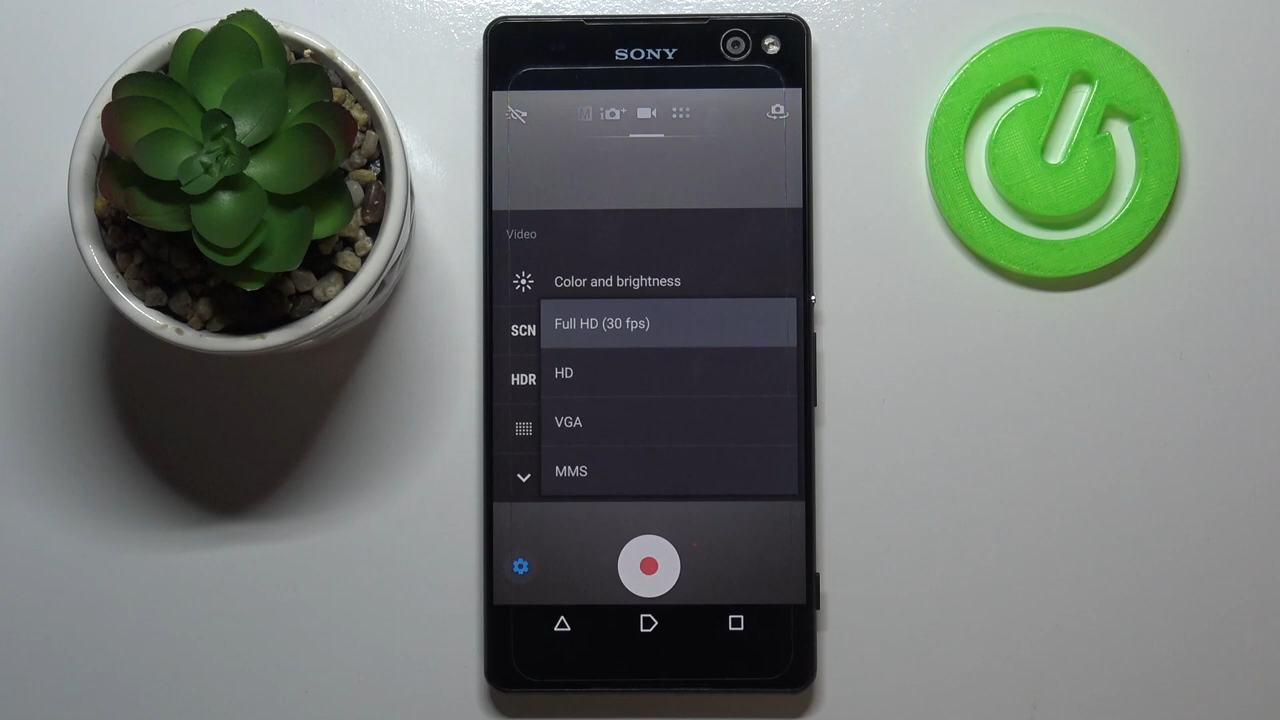 SONY
Video
Color and brightness
SCN
Full HD (30 fps)
HDR
HD
VGA
MMS